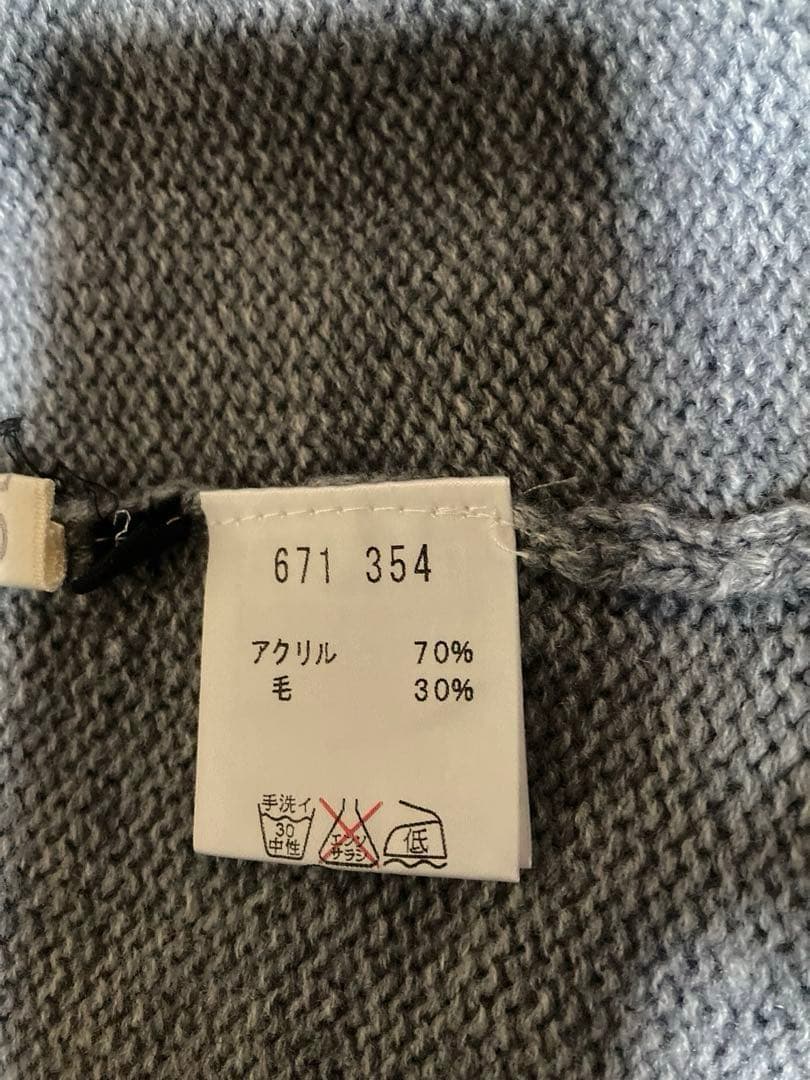 671 354
アクリル 70%
毛 30%
手洗イ
30
中性
エンソ
サラシ
低